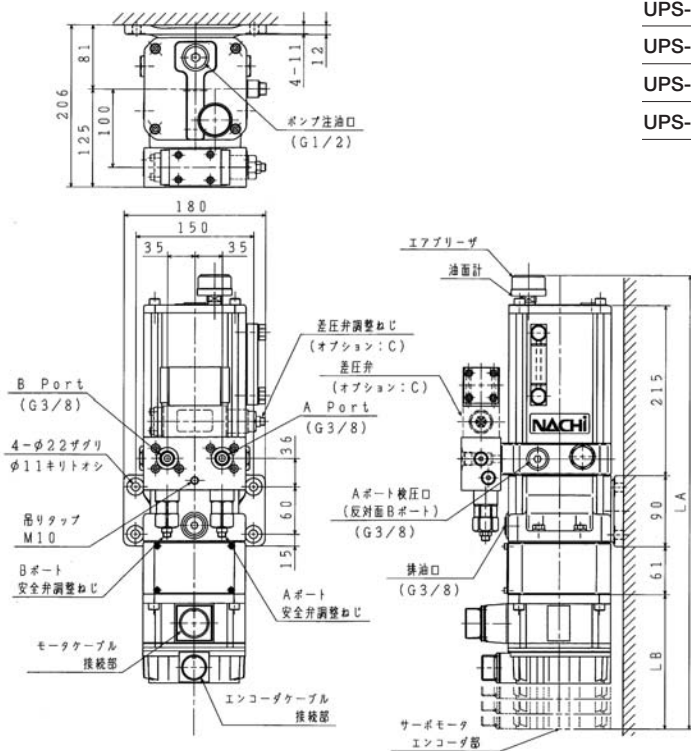 UPS-
UPS-
UPS-
UPS-
206
81
125
100
4-11
12
ポンプ注油口
(G1/2)
180
150
35
35
エアブリーザ
油面計
差圧弁調整ねじ
(オプション:C)
差圧弁
(オプション:C)
B Port
(G3/8)
A Port
(G3/8)
NACHi
4-φ22ザグリ
φ11キリトオシ
36
60
15
215
LA
Aポート検圧口
(反対面Bポート)
(G3/8)
90
吊りタップ
M10
排油口
(G3/8)
61
Bポート
安全弁調整ねじ
Aポート
安全弁調整ねじ
モータケーブル
接続部
LB
エンコーダケーブル
接続部
サーボモータ
エンコーダ部